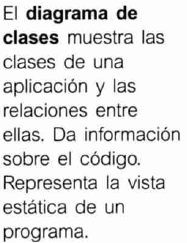 El diagrama de
clases muestra las
clases de una
aplicación y las
relaciones entre
ellas. Da información
sobre el código.
Representa la vista
estática de un
programa.